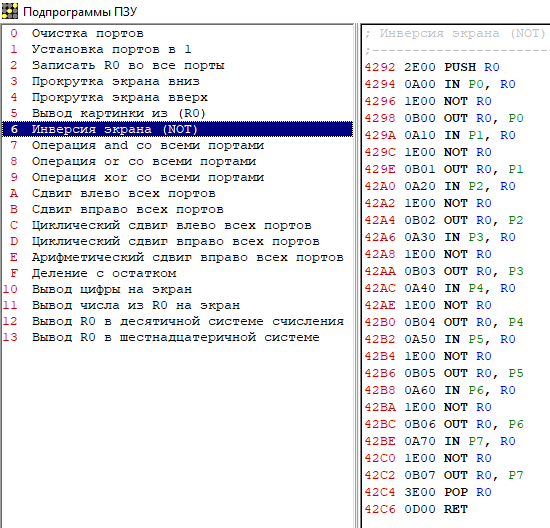 Подпрограммы ПЗУ
0 Очистка портов
1 Установка портов в 1
2 Записать R0 во все порты
3 Прокрутка экрана вниз
4 Прокрутка экрана вверх
5 Вывод картинки из (R0)
6 Инверсия экрана (NOT)
7 Операция and со всеми портами
8 Операция or со всеми портами
9 Операция xor со всеми портами
A Сдвиг влево всех портов
B Сдвиг вправо всех портов
C Циклический сдвиг влево всех портов
D Циклический сдвиг вправо всех портов
E Арифметический сдвиг вправо всех портов
F Деление с остатком
10 Вывод цифры на экран
11 Вывод числа из R0 на экран
12 Вывод R0 в десятичной системе счисления
13 Вывод R0 в шестнадцатеричной системе
; Инверсия экрана (NOT)
;----------------------
4292 2E00 PUSH R0
4294 0A00 IN P0, R0
4296 1E00 NOT R0
4298 0B00 OUT R0, P0
429A 0A10 IN P1, R0
429C 1E00 NOT R0
429E 0B01 OUT R0, P1
42A0 0A20 IN P2, R0
42A2 1E00 NOT R0
42A4 0B02 OUT R0, P2
42A6 0A30 IN P3, R0
42A8 1E00 NOT R0
42AA 0B03 OUT R0, P3
42AC 0A40 IN P4, R0
42AE 1E00 NOT R0
42B0 0B04 OUT R0, P4
42B2 0A50 IN P5, R0
42B4 1E00 NOT R0
42B6 0B05 OUT R0, P5
42B8 0A60 IN P6, R0
42BA 1E00 NOT R0
42BC 0B06 OUT R0, P6
42BE 0A70 IN P7, R0
42C0 1E00 NOT R0
42C2 0B07 OUT R0, P7
42C4 3E00 POP R0
42C6 0D00 RET